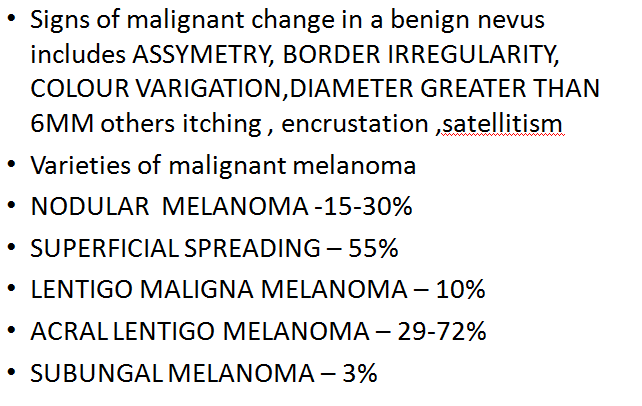 • Signs of malignant change in a benign nevus
includes ASSYMETRY, BORDER IRREGULARITY,
COLOUR VARIGATION,DIAMETER GREATER THAN
6MM others itching , encrustation ,satellitism
• Varieties of malignant melanoma
• NODULAR MELANOMA -15-30%
• SUPERFICIAL SPREADING – 55%
• LENTIGO MALIGNA MELANOMA – 10%
• ACRAL LENTIGO MELANOMA – 29-72%
• SUBUNGAL MELANOMA – 3%